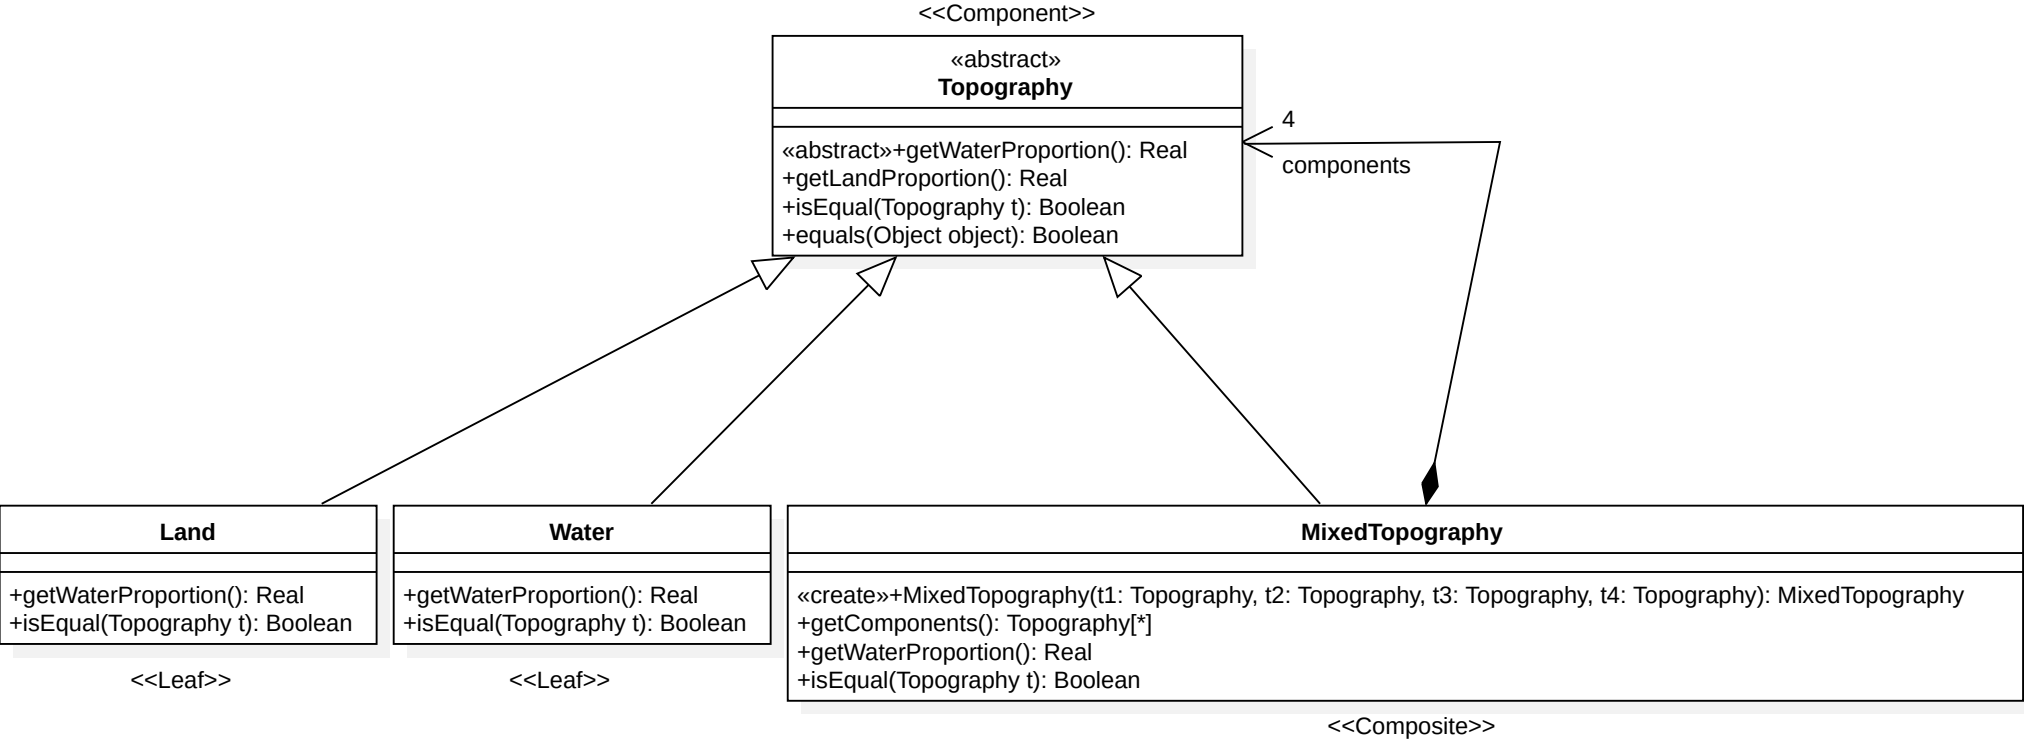 <<Component>>
«abstract»
Topography
«abstract»+getWaterProportion(): Real
+getLandProportion(): Real
+isEqual(Topography t): Boolean
+equals(Object object): Boolean
4
components
Land
+getWaterProportion(): Real
+isEqual(Topography t): Boolean
<<Leaf>>
Water
+getWaterProportion(): Real
+isEqual(Topography t): Boolean
<<Leaf>>
MixedTopography
«create»+MixedTopography(t1: Topography, t2: Topography, t3: Topography, t4: Topography): MixedTopography
+getComponents(): Topography[*]
+getWaterProportion(): Real
+isEqual(Topography t): Boolean
<<Composite>>